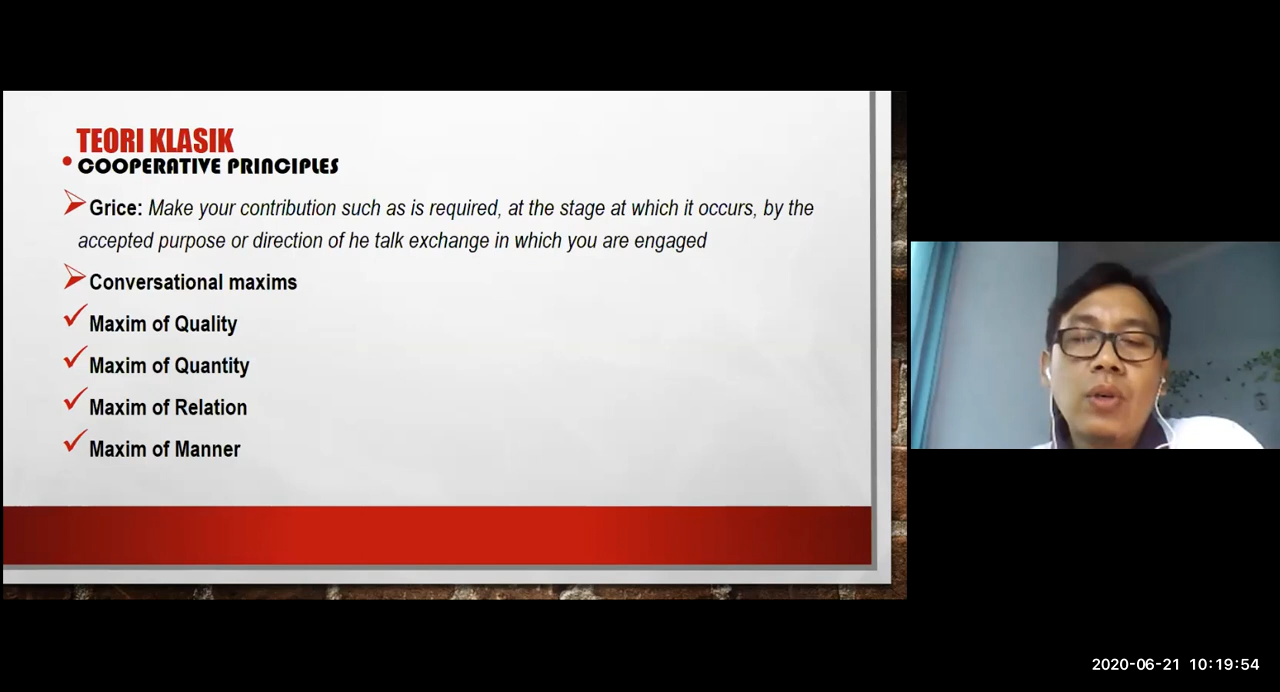 TEORI KLASIK
• COOPERATIVE PRINCIPLES
Grice: Make your contribution such as is required, at the stage at which it occurs, by the
accepted purpose or direction of he talk exchange in which you are engaged
Conversational maxims
Maxim of Quality
Maxim of Quantity
Maxim of Relation
Maxim of Manner
2020-06-21 10:19:54